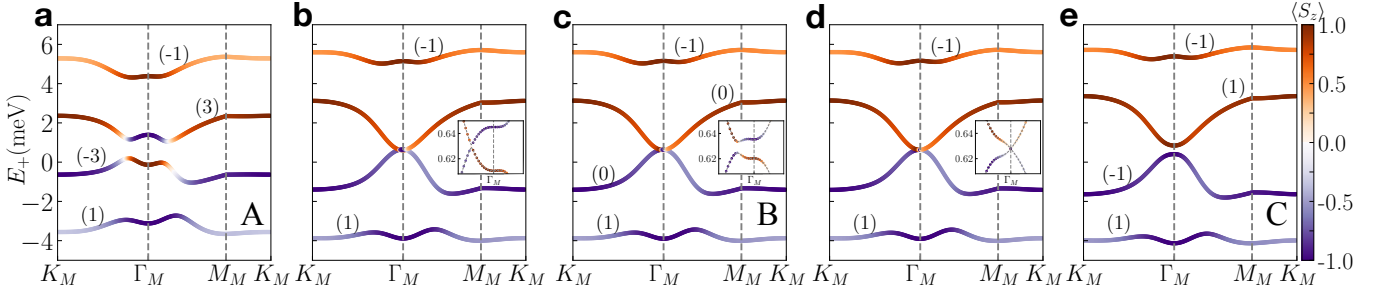 a
b
c
d
e
⟨S_z⟩
E_+(meV)
6
4
2
0
−2
−4
(-1)
(3)
(-3)
(1)
A
K_M
Γ_M
M_M
K_M
(-1)
(1)
0.64
0.62
Γ_M
K_M
Γ_M
M_M
K_M
(-1)
(0)
(0)
(1)
0.64
0.62
Γ_M
B
K_M
Γ_M
M_M
K_M
(-1)
(1)
0.64
0.62
Γ_M
K_M
Γ_M
M_M
K_M
(-1)
(1)
(-1)
(1)
C
K_M
Γ_M
M_M
K_M
1.0
0.5
0.0
-0.5
-1.0